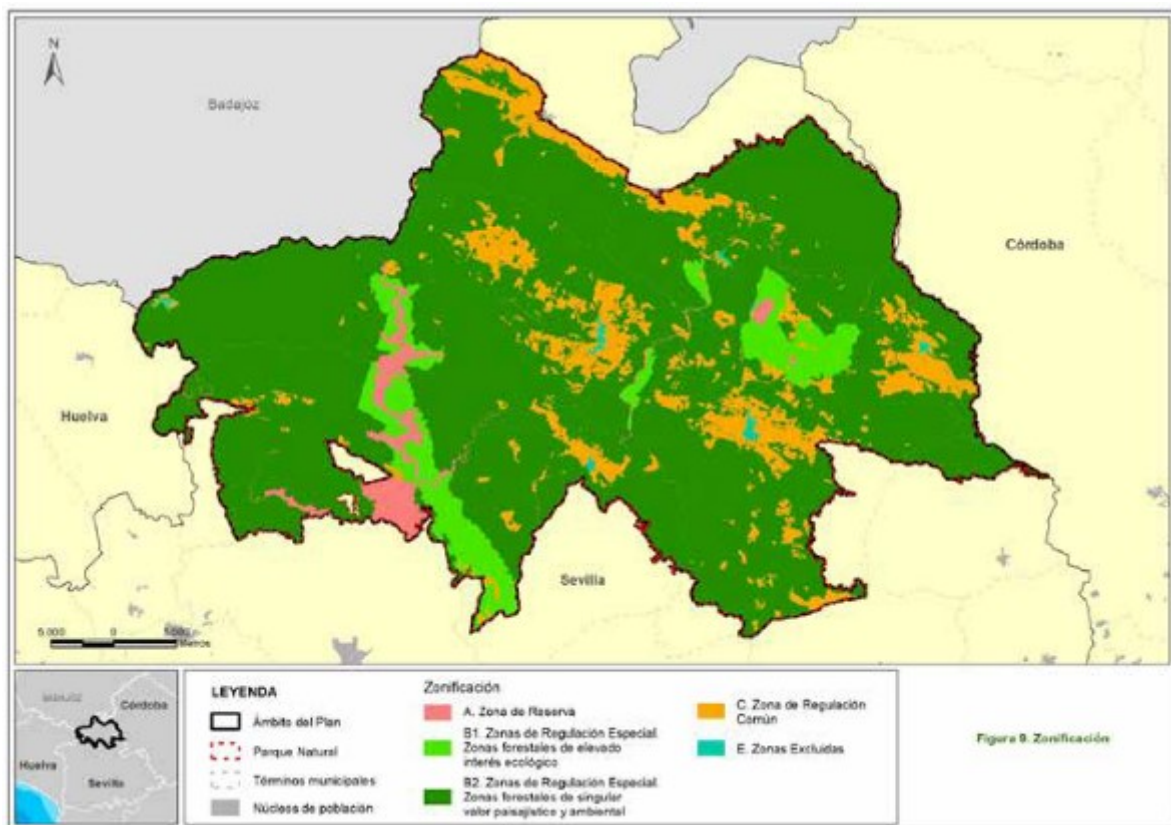 N
Badajoz
Córdoba
Huelva
Sevilla
5.000 0 5.000
Metros
Córdoba
Huelva
Sevilla
LEYENDA
Ámbito del Plan
Parque Natural
Términos municipales
Núcleos de población
Zonificación
A. Zona de Reserva
B1. Zonas de Regulación Especial.
Zonas forestales de elevado
interés ecológico
B2. Zonas de Regulación Especial.
Zonas forestales de singular
valor paisajístico y ambiental
C. Zona de Regulación
Común
E. Zonas Excluidas
Figura 9. Zonificación